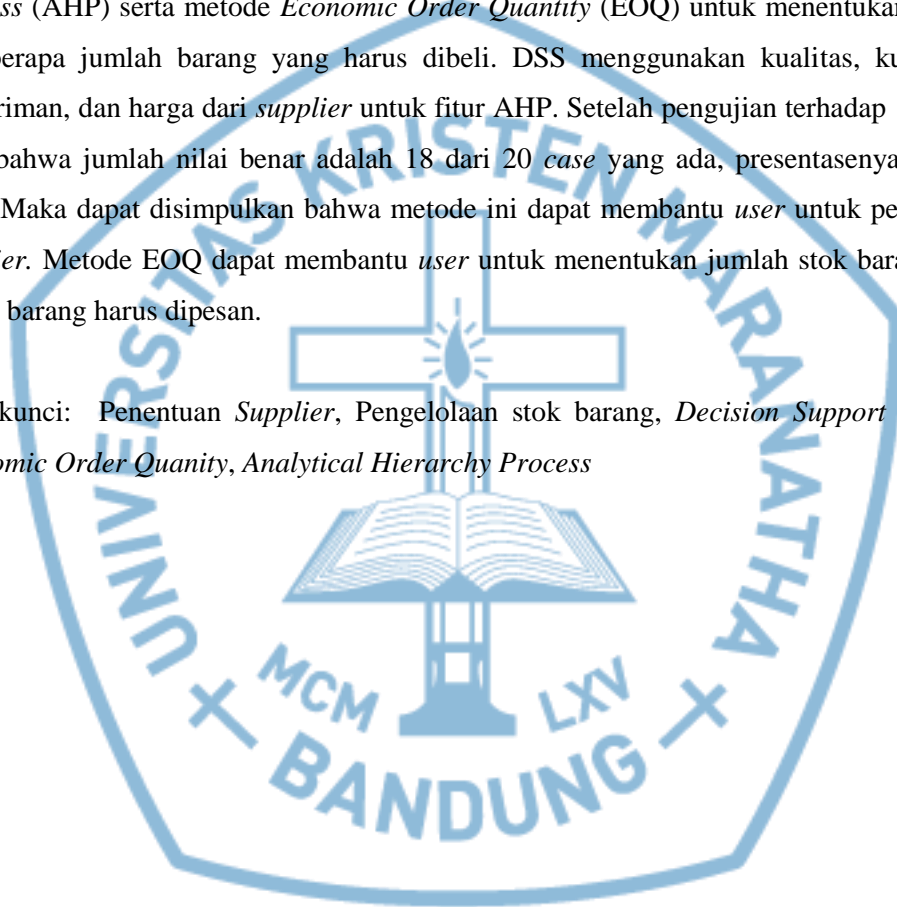 ss (AHP) serta metode Economic Order Quantity (EOQ) untuk menentukan
erapa jumlah barang yang harus dibeli. DSS menggunakan kualitas, ku
riman, dan harga dari supplier untuk fitur AHP. Setelah pengujian terhadap
bahwa jumlah nilai benar adalah 18 dari 20 case yang ada, presentasenya
Maka dapat disimpulkan bahwa metode ini dapat membantu user untuk pe
ier. Metode EOQ dapat membantu user untuk menentukan jumlah stok bara
barang harus dipesan.
kunci: Penentuan Supplier, Pengelolaan stok barang, Decision Support
omic Order Quanity, Analytical Hierarchy Process
UNIVERSITAS KRISTEN MARANATHA
MCM LXV
BANDUNG